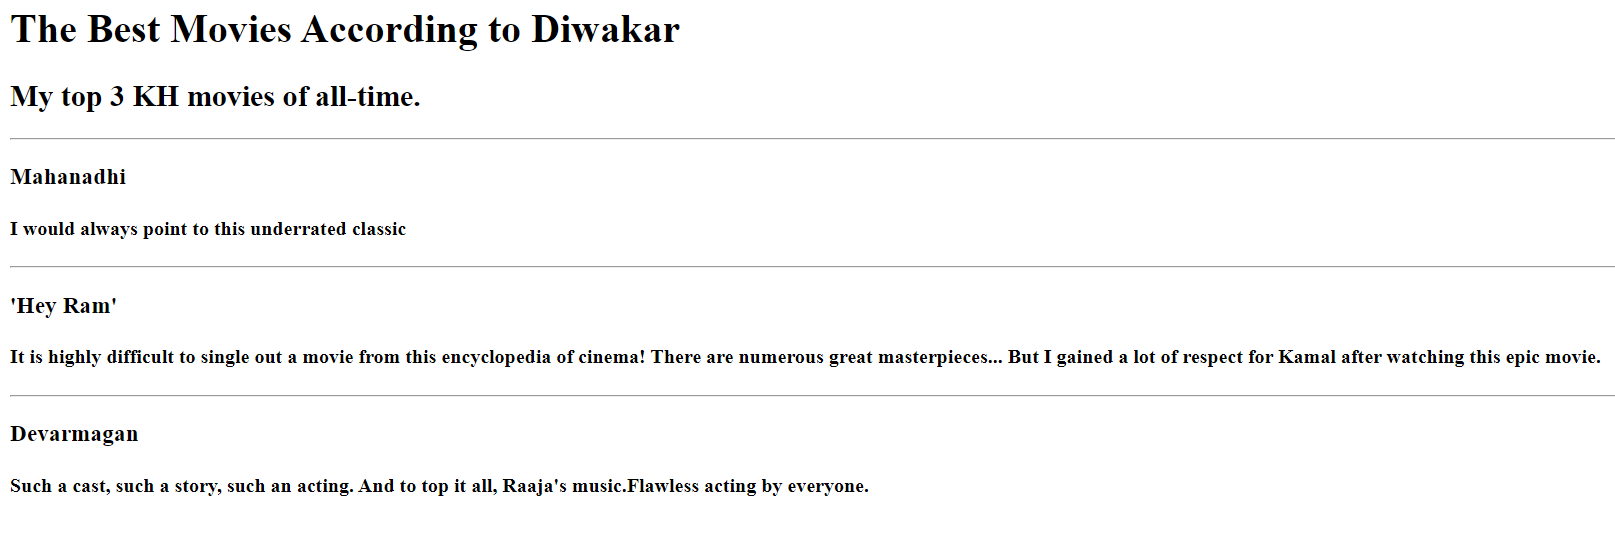 The Best Movies According to Diwakar
My top 3 KH movies of all-time.
Mahanadhi
I would always point to this underrated classic
'Hey Ram'
It is highly difficult to single out a movie from this encyclopedia of cinema! There are numerous great masterpieces... But I gained a lot of respect for Kamal after watching this epic movie.
Devarmagan
Such a cast, such a story, such an acting. And to top it all, Raaja's music.Flawless acting by everyone.